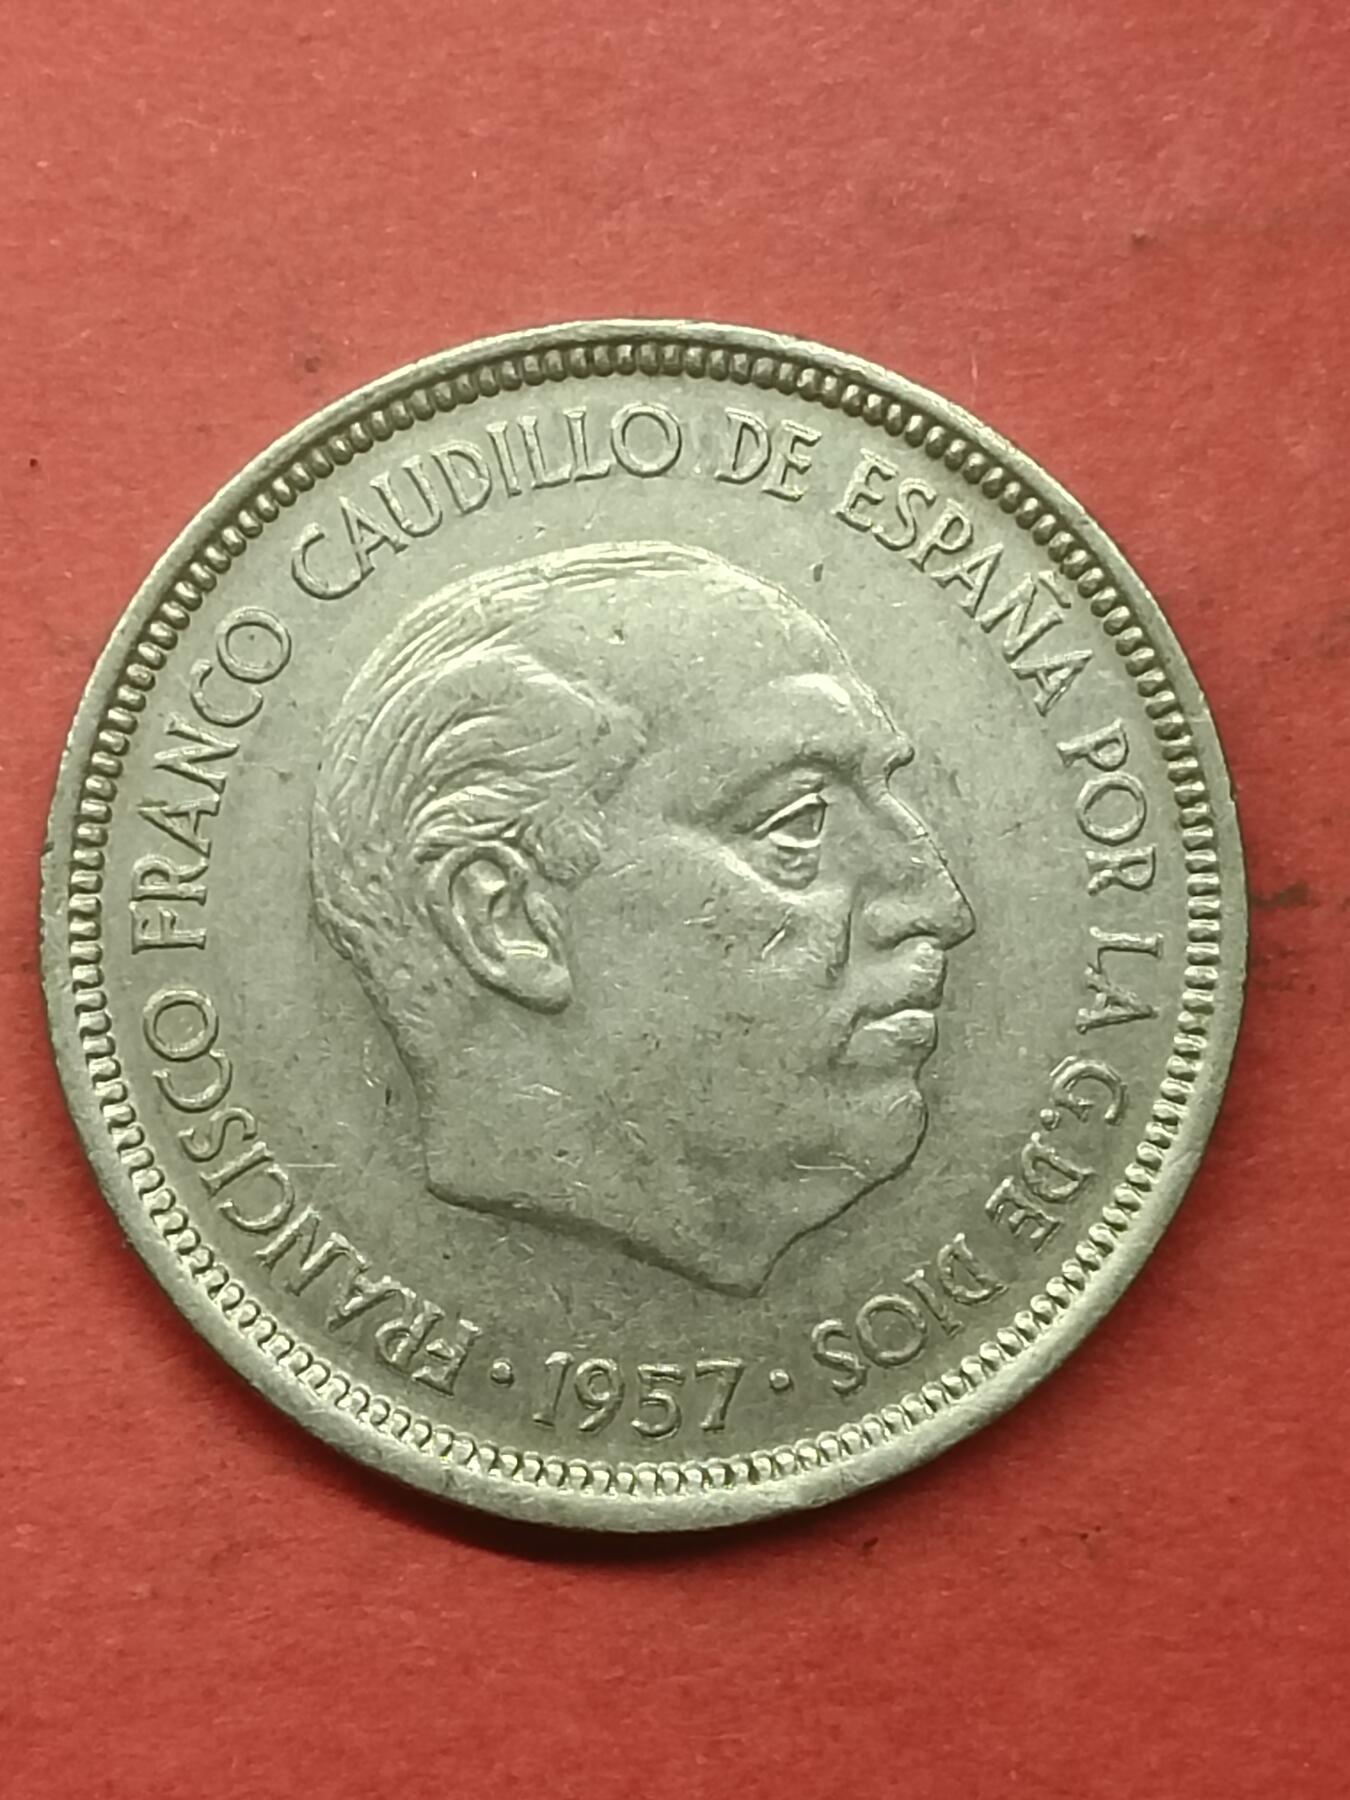 FRANCISCO FRANCO CAUDILLO DE ESPAÑA POR LA G. DE DIOS
· 1957 ·